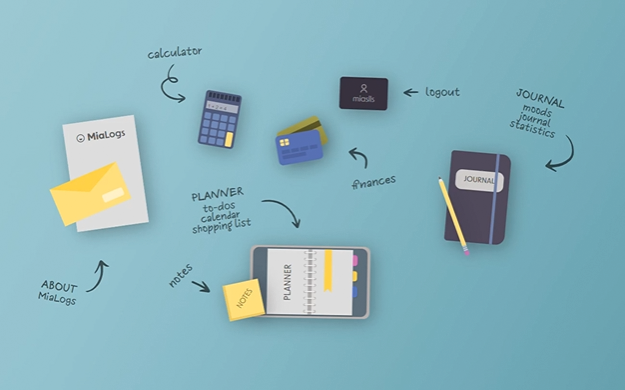 calculator
MiaLogs
logout
JOURNAL
moods
journal
statistics
finances
JOURNAL
PLANNER
to-dos
calendar
shopping list
notes
NOTES
PLANNER
ABOUT
MiaLogs